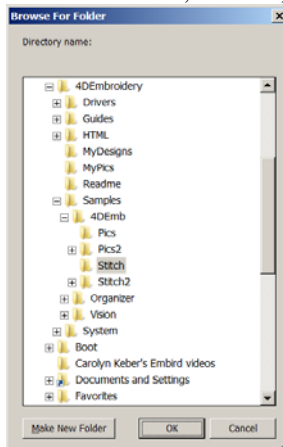 Browse For Folder
Directory name:
4DEmbroidery
Drivers
Guides
HTML
MyDesigns
MyPics
Readme
Samples
4DEmb
Pics
Pics2
Stitch
Stitch2
Organizer
Vision
System
Boot
Carolyn Keber's Embird videos
Documents and Settings
Favorites
Make New Folder OK Cancel